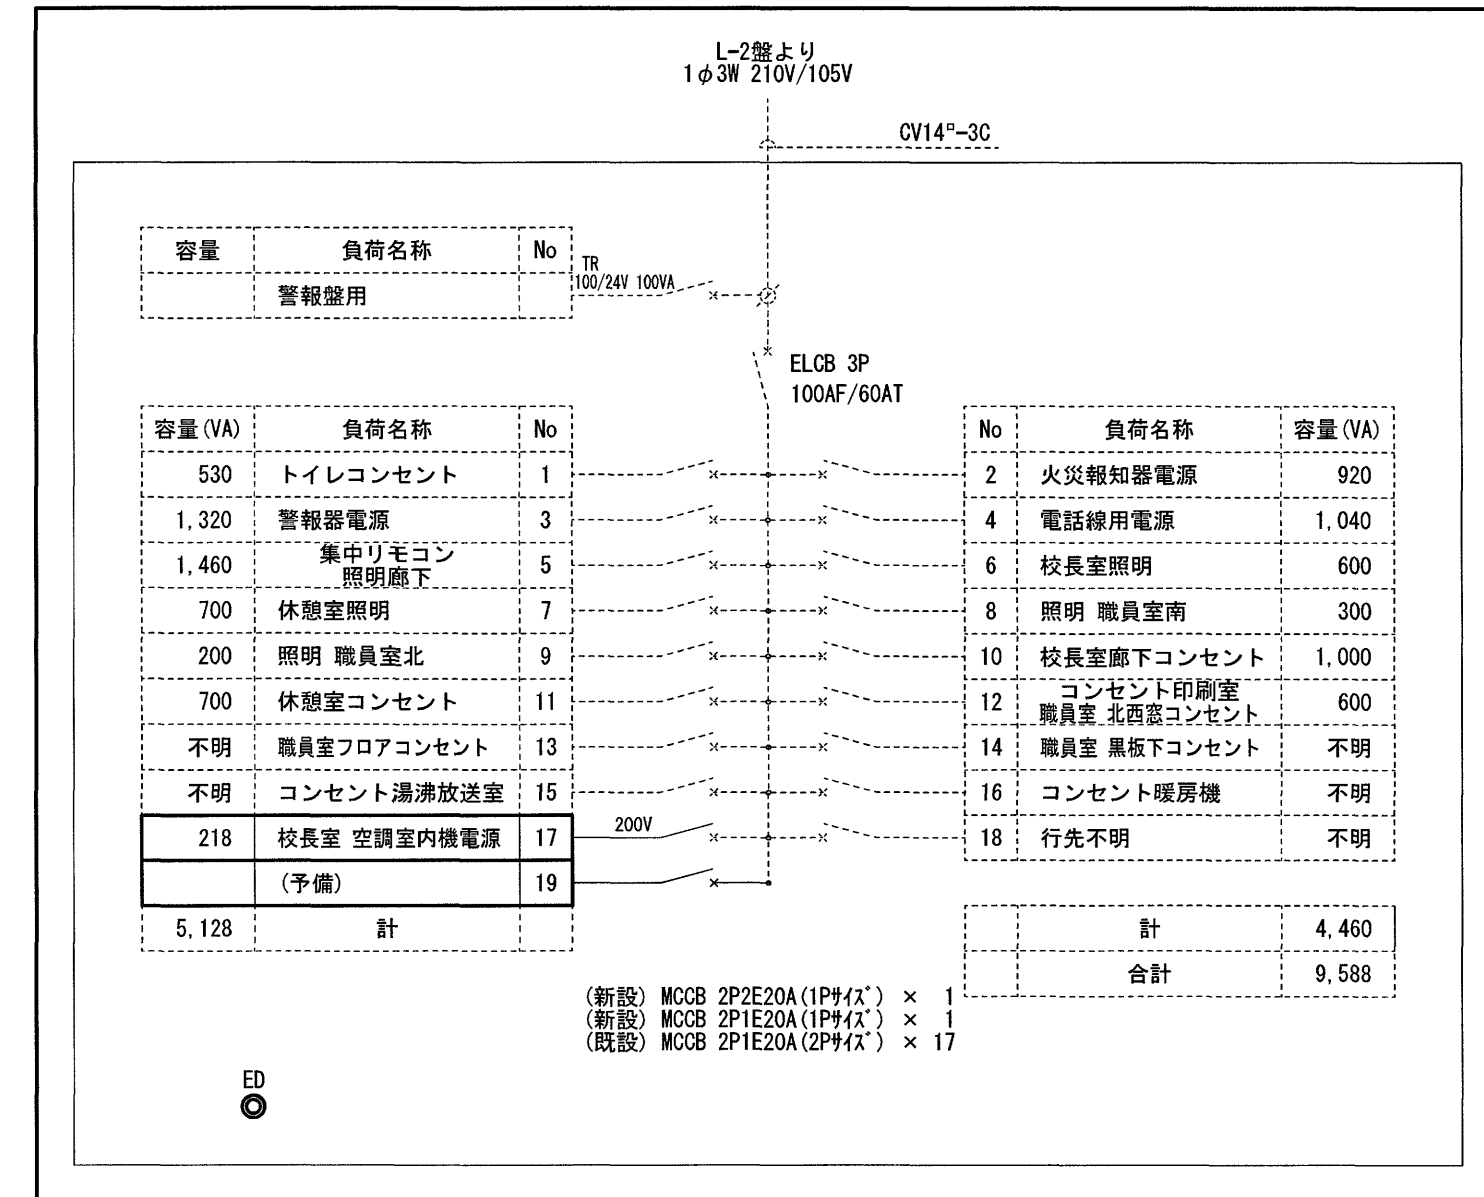 L-2盤より
1φ3W 210V/105V
CV14□-3C
容量 負荷名称 No
警報盤用
TR
100/24V 100VA
ELCB 3P
100AF/60AT
容量(VA) 負荷名称 No
530 トイレコンセント 1
1,320 警報器電源 3
1,460 集中リモコン 5
照明廊下
700 休憩室照明 7
200 照明 職員室北 9
700 休憩室コンセント 11
不明 職員室フロアコンセント 13
不明 コンセント湯沸放送室 15
218 校長室 空調室内機電源 17
200V
(予備) 19
5,128 計
No 負荷名称 容量(VA)
2 火災報知器電源 920
4 電話線用電源 1,040
6 校長室照明 600
8 照明 職員室南 300
10 校長室廊下コンセント 1,000
12 コンセント印刷室 600
職員室 北西窓コンセント
14 職員室 黒板下コンセント 不明
16 コンセント暖房機 不明
18 行先不明 不明
計 4,460
合計 9,588
(新設) MCCB 2P2E20A(1Pｻｲｽﾞ) × 1
(新設) MCCB 2P1E20A(1Pｻｲｽﾞ) × 1
(既設) MCCB 2P1E20A(2Pｻｲｽﾞ) × 17
ED